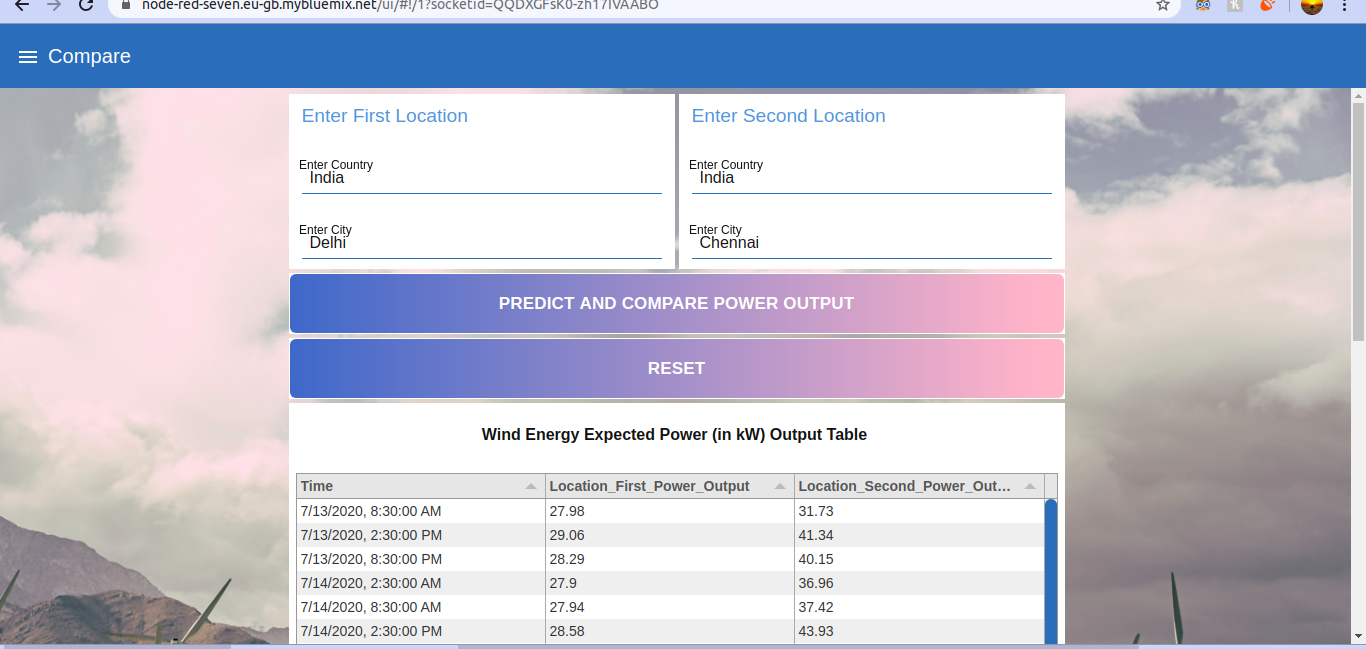 node-red-seven.eu-gb.mybluemix.net/ui/#!/1?socketid=QQDXGFsK0-zh17IVAABO
Compare
Enter First Location
Enter Country
India
Enter City
Delhi
Enter Second Location
Enter Country
India
Enter City
Chennai
PREDICT AND COMPARE POWER OUTPUT
RESET
Wind Energy Expected Power (in kW) Output Table
Time Location_First_Power_Output Location_Second_Power_Out...
7/13/2020, 8:30:00 AM 27.98 31.73
7/13/2020, 2:30:00 PM 29.06 41.34
7/13/2020, 8:30:00 PM 28.29 40.15
7/14/2020, 2:30:00 AM 27.9 36.96
7/14/2020, 8:30:00 AM 27.94 37.42
7/14/2020, 2:30:00 PM 28.58 43.93